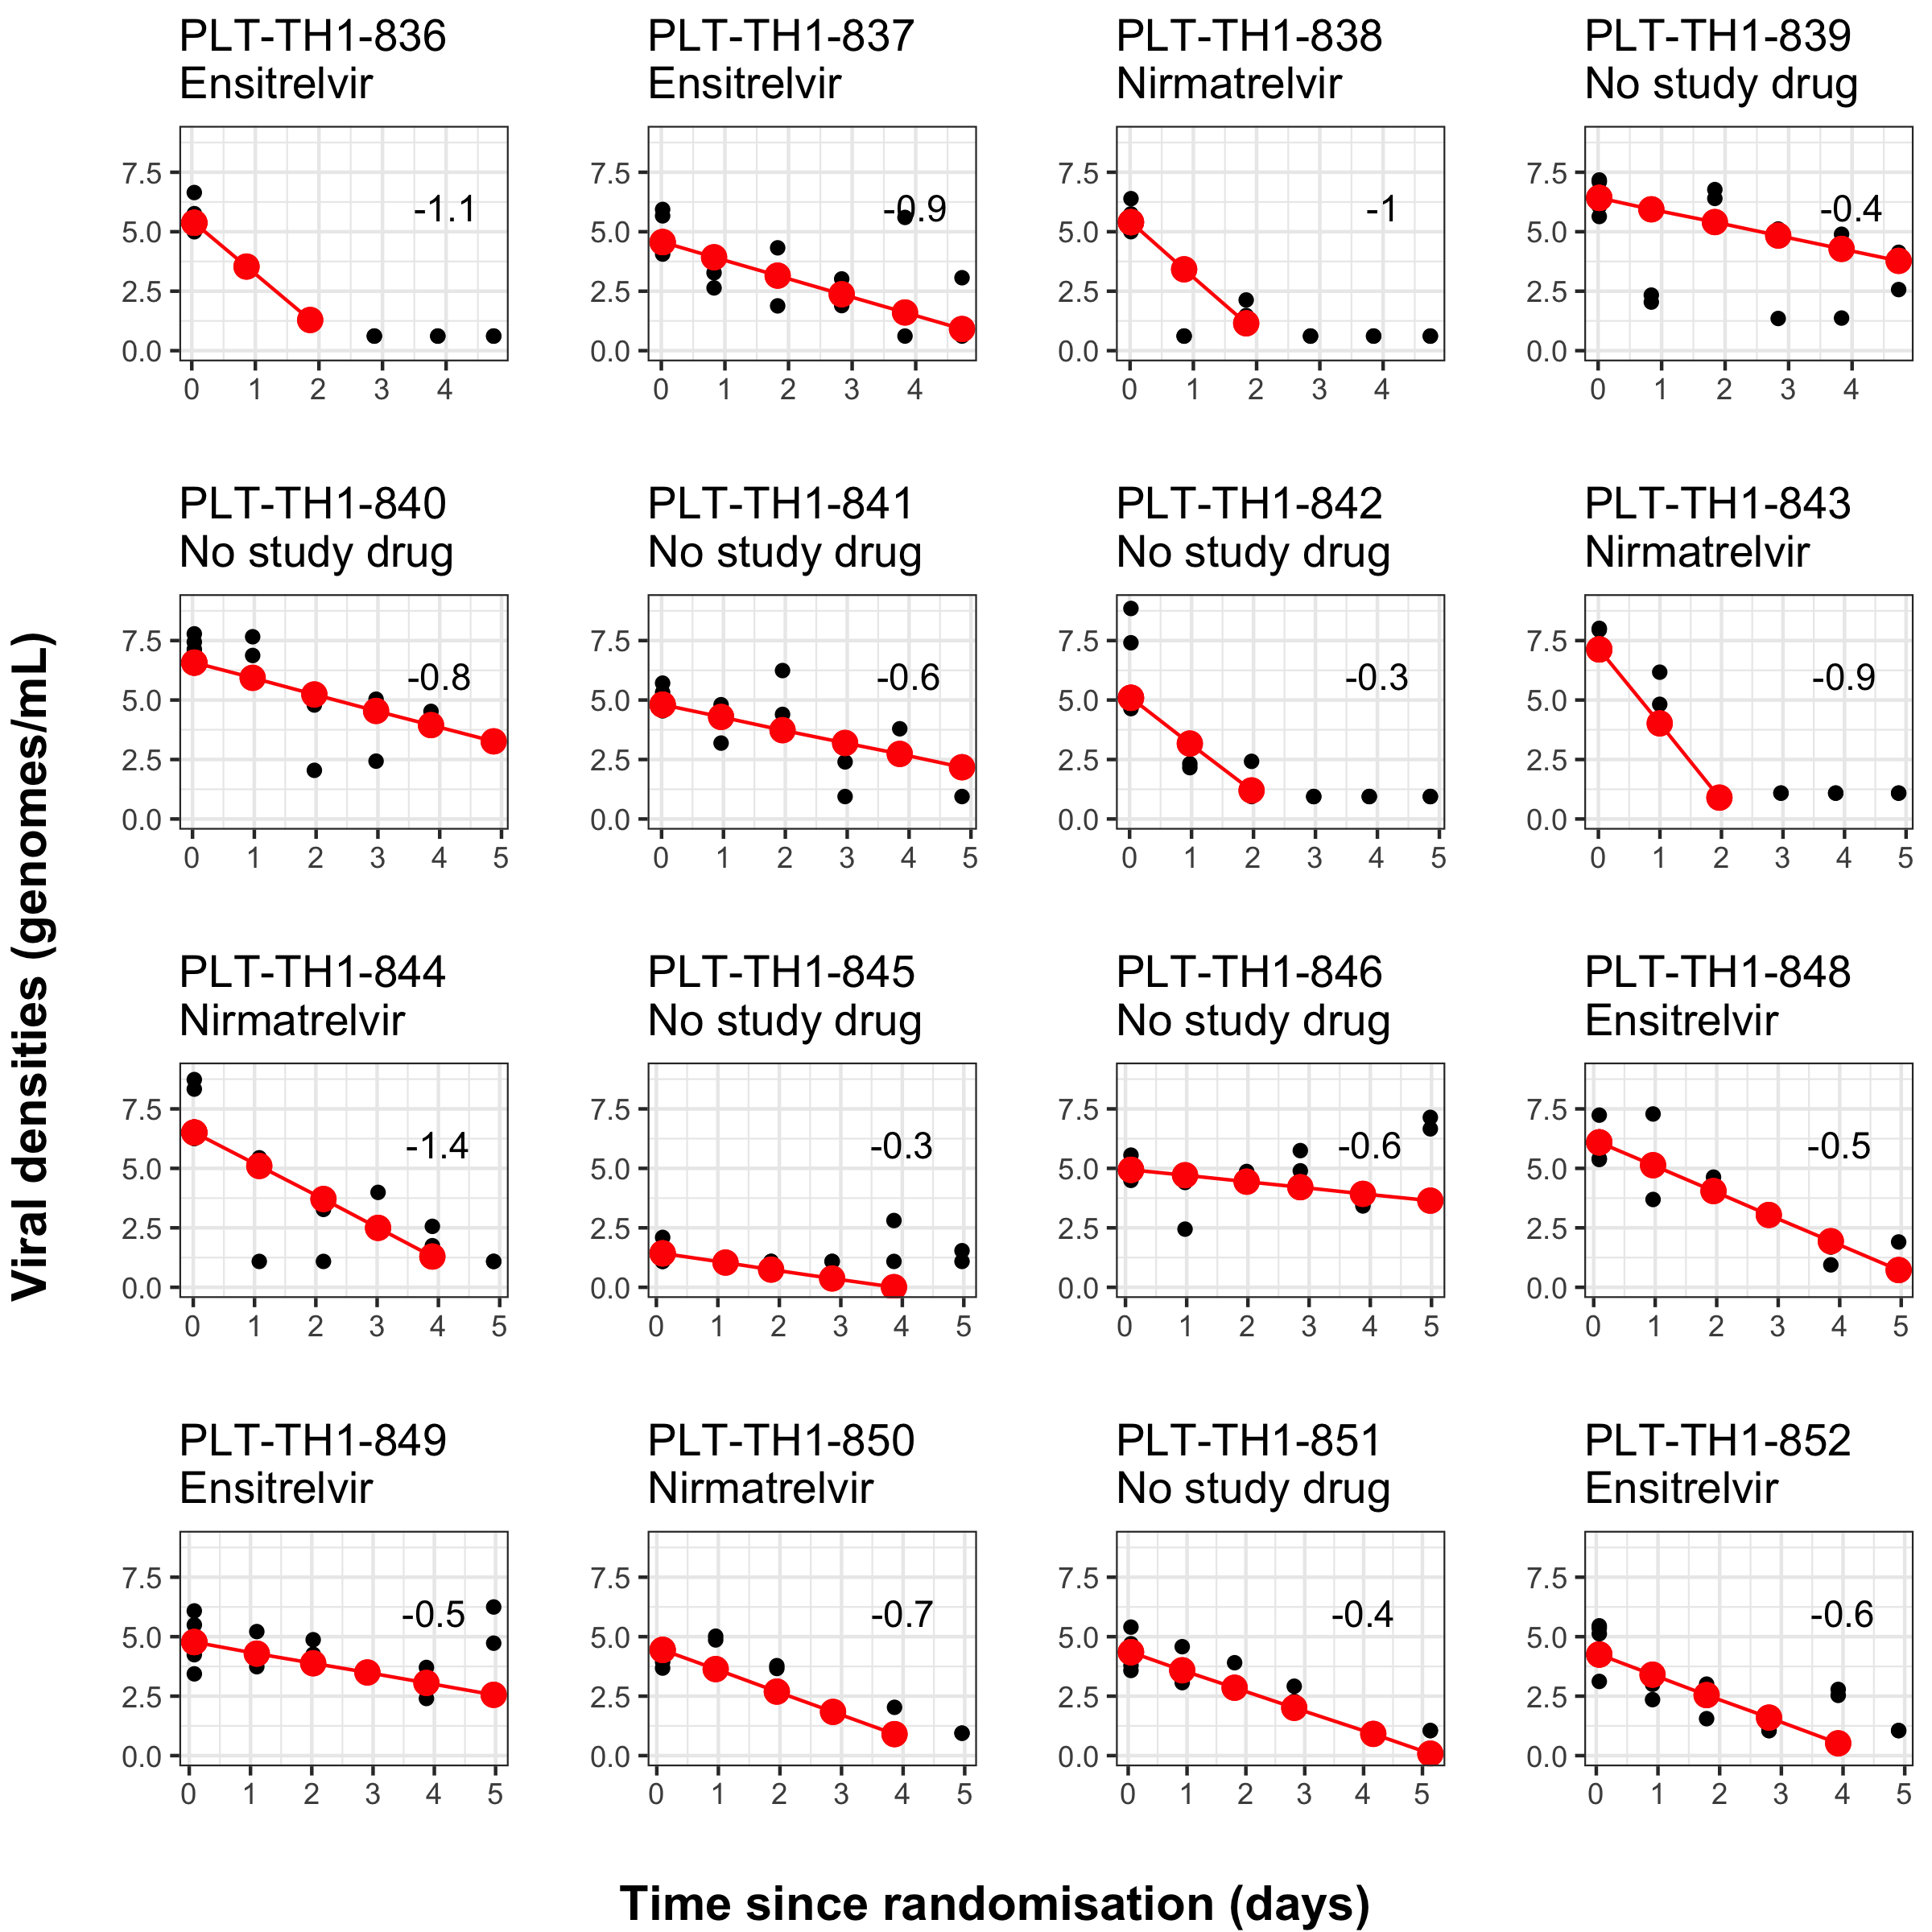 PLT-TH1-836
Ensitrelvir
PLT-TH1-837
Ensitrelvir
PLT-TH1-838
Nirmatrelvir
PLT-TH1-839
No study drug
7.5
5.0
2.5
0.0
-1.1
0 1 2 3 4
7.5
5.0
2.5
0.0
-0.9
0 1 2 3 4
7.5
5.0
2.5
0.0
-1
0 1 2 3 4
7.5
5.0
2.5
0.0
-0.4
0 1 2 3 4
PLT-TH1-840
No study drug
PLT-TH1-841
No study drug
PLT-TH1-842
No study drug
PLT-TH1-843
Nirmatrelvir
7.5
5.0
2.5
0.0
-0.8
0 1 2 3 4 5
7.5
5.0
2.5
0.0
-0.6
0 1 2 3 4 5
7.5
5.0
2.5
0.0
-0.3
0 1 2 3 4 5
7.5
5.0
2.5
0.0
-0.9
0 1 2 3 4 5
Viral densities (genomes/mL)
PLT-TH1-844
Nirmatrelvir
PLT-TH1-845
No study drug
PLT-TH1-846
No study drug
PLT-TH1-848
Ensitrelvir
7.5
5.0
2.5
0.0
-1.4
0 1 2 3 4 5
7.5
5.0
2.5
0.0
-0.3
0 1 2 3 4 5
7.5
5.0
2.5
0.0
-0.6
0 1 2 3 4 5
7.5
5.0
2.5
0.0
-0.5
0 1 2 3 4 5
PLT-TH1-849
Ensitrelvir
PLT-TH1-850
Nirmatrelvir
PLT-TH1-851
No study drug
PLT-TH1-852
Ensitrelvir
7.5
5.0
2.5
0.0
-0.5
0 1 2 3 4 5
7.5
5.0
2.5
0.0
-0.7
0 1 2 3 4 5
7.5
5.0
2.5
0.0
-0.4
0 1 2 3 4 5
7.5
5.0
2.5
0.0
-0.6
0 1 2 3 4 5
Time since randomisation (days)